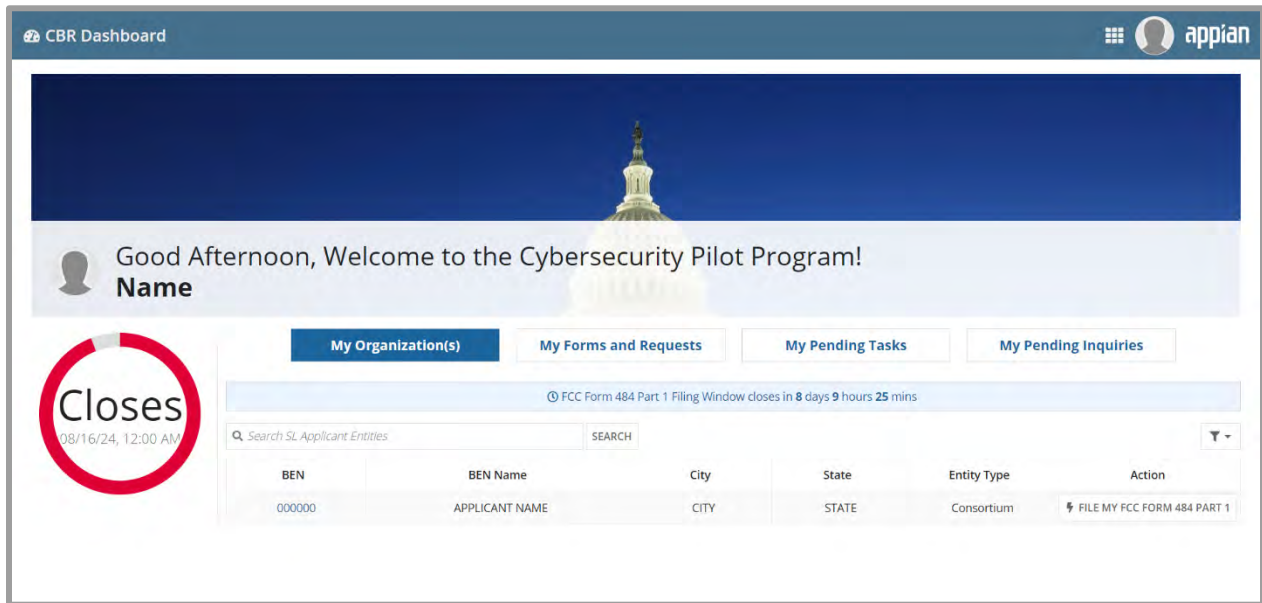 CBR Dashboard
appian
Good Afternoon, Welcome to the Cybersecurity Pilot Program!
Name
My Organization(s) My Forms and Requests My Pending Tasks My Pending Inquiries
Closes
08/16/24, 12:00 AM
FCC Form 484 Part 1 Filing Window closes in 8 days 9 hours 25 mins
Search SL Applicant Entities SEARCH
BEN BEN Name City State Entity Type Action
000000 APPLICANT NAME CITY STATE Consortium FILE MY FCC FORM 484 PART 1